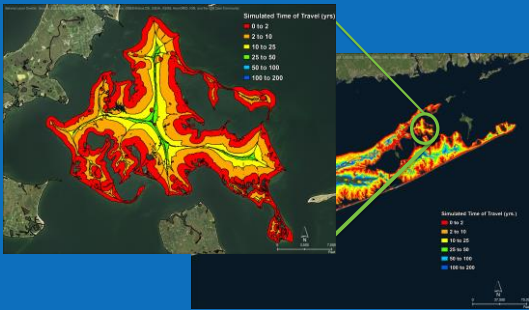 Simulated Time of Travel (yrs)
0 to 2
2 to 10
10 to 25
25 to 50
50 to 100
100 to 200
N
Simulated Time of Travel (yrs.)
0 to 2
2 to 10
10 to 25
25 to 50
50 to 100
100 to 200
N